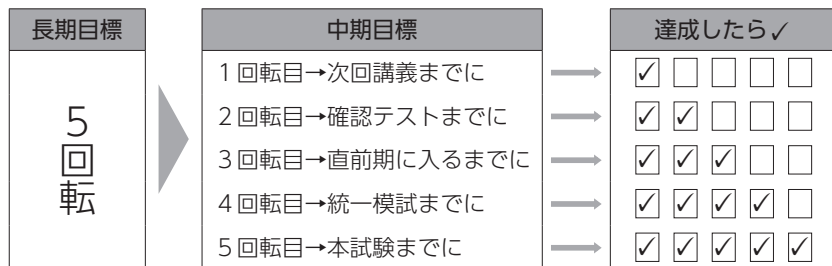 長期目標
5回転
中期目標
1回転目→次回講義までに
2回転目→確認テストまでに
3回転目→直前期に入るまでに
4回転目→統一模試までに
5回転目→本試験までに
達成したら✓
✓□□□□
✓✓□□□
✓✓✓□□
✓✓✓✓□
✓✓✓✓✓